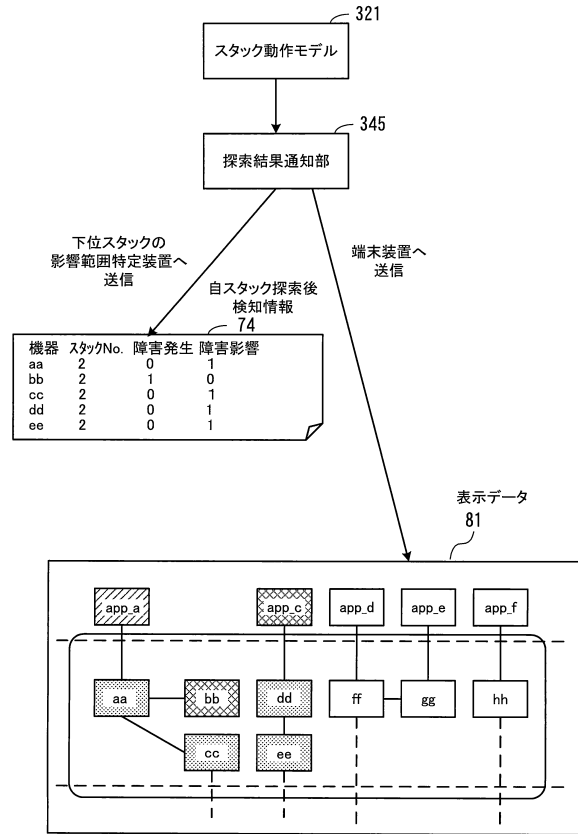 321
スタック動作モデル
345
探索結果通知部
下位スタックの
影響範囲特定装置へ
送信
端末装置へ
送信
自スタック探索後
検知情報
74
機器 ｽﾀｯｸNo. 障害発生 障害影響
aa 2 0 1
bb 2 1 0
cc 2 0 1
dd 2 0 1
ee 2 0 1
表示データ
81
app_a app_c app_d app_e app_f
aa bb dd ff gg hh
cc ee